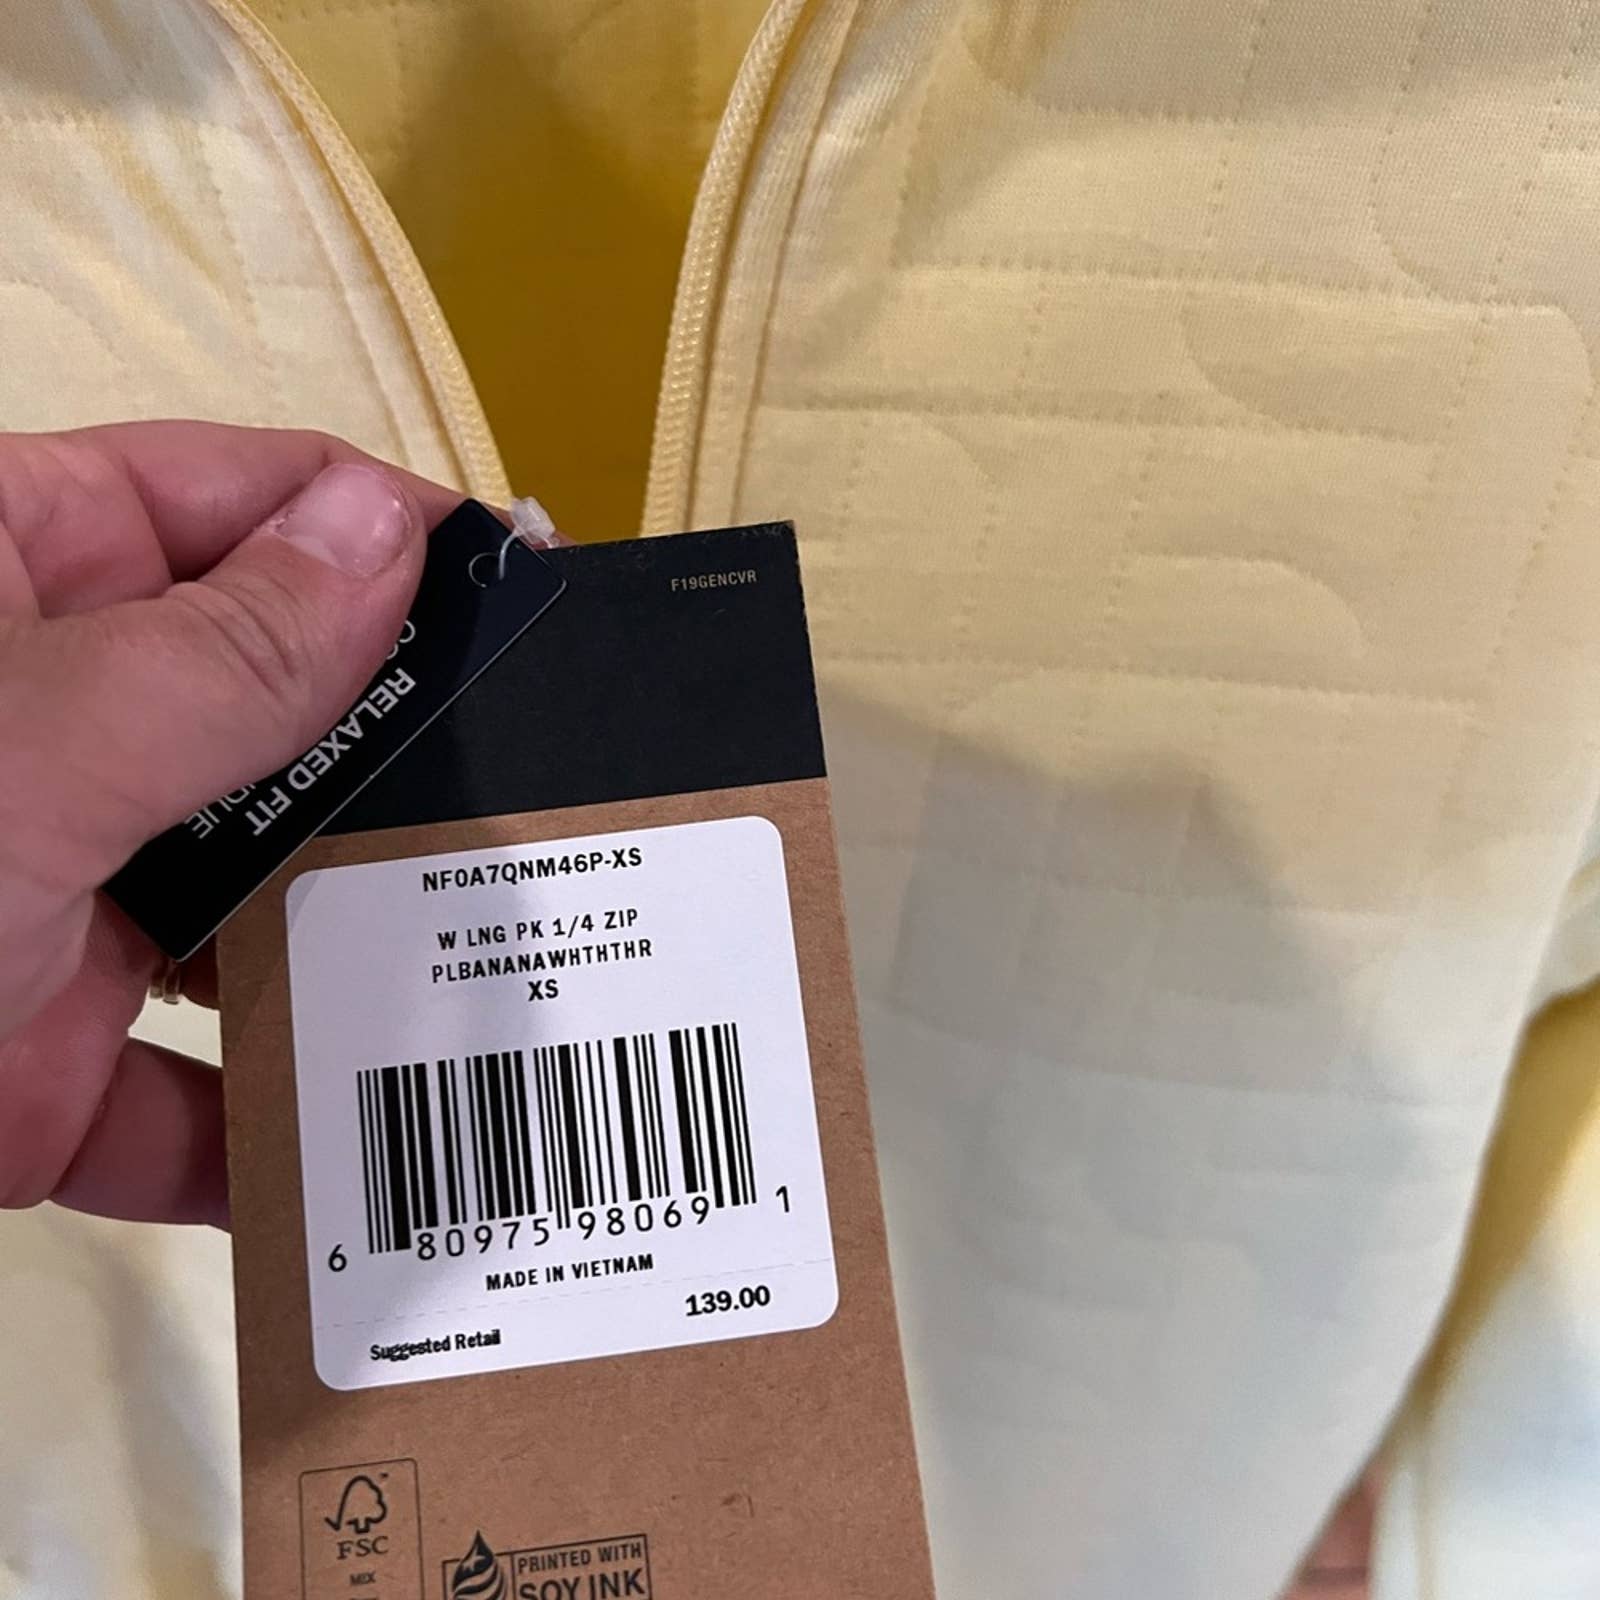 F19GENCVR
RELAXED FIT
NF0A7QNM46P-XS
W LNG PK 1/4 ZIP
PLBANANAWHTHTHR
XS
6 80975 98069 1
MADE IN VIETNAM
139.00
Suggested Retail
FSC
MIX
PRINTED WITH
SOY INK